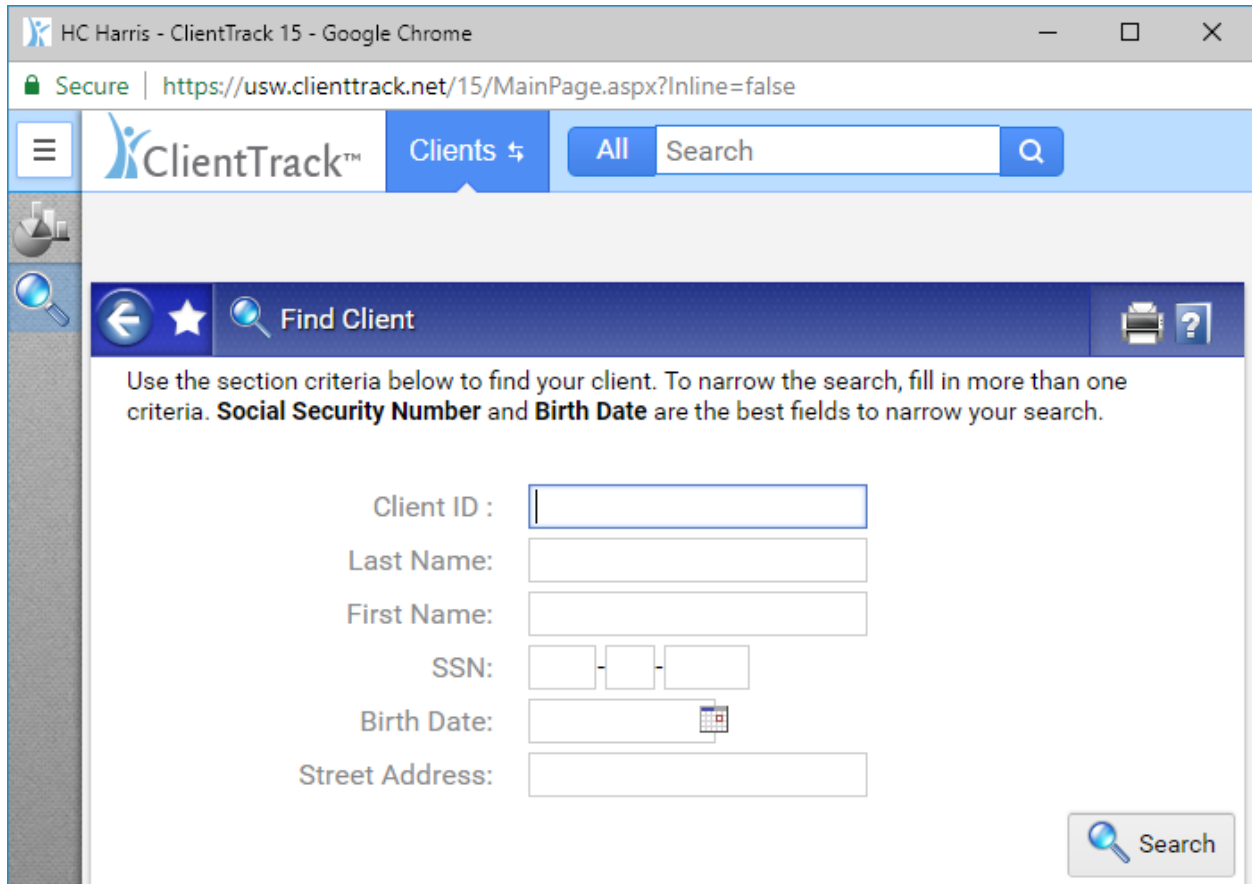 HC Harris - ClientTrack 15 - Google Chrome
Secure | https://usw.clienttrack.net/15/MainPage.aspx?Inline=false
ClientTrack™ Clients All Search
Find Client ?
Use the section criteria below to find your client. To narrow the search, fill in more than one
criteria. Social Security Number and Birth Date are the best fields to narrow your search.
Client ID :
Last Name:
First Name:
SSN: - -
Birth Date:
Street Address:
Search